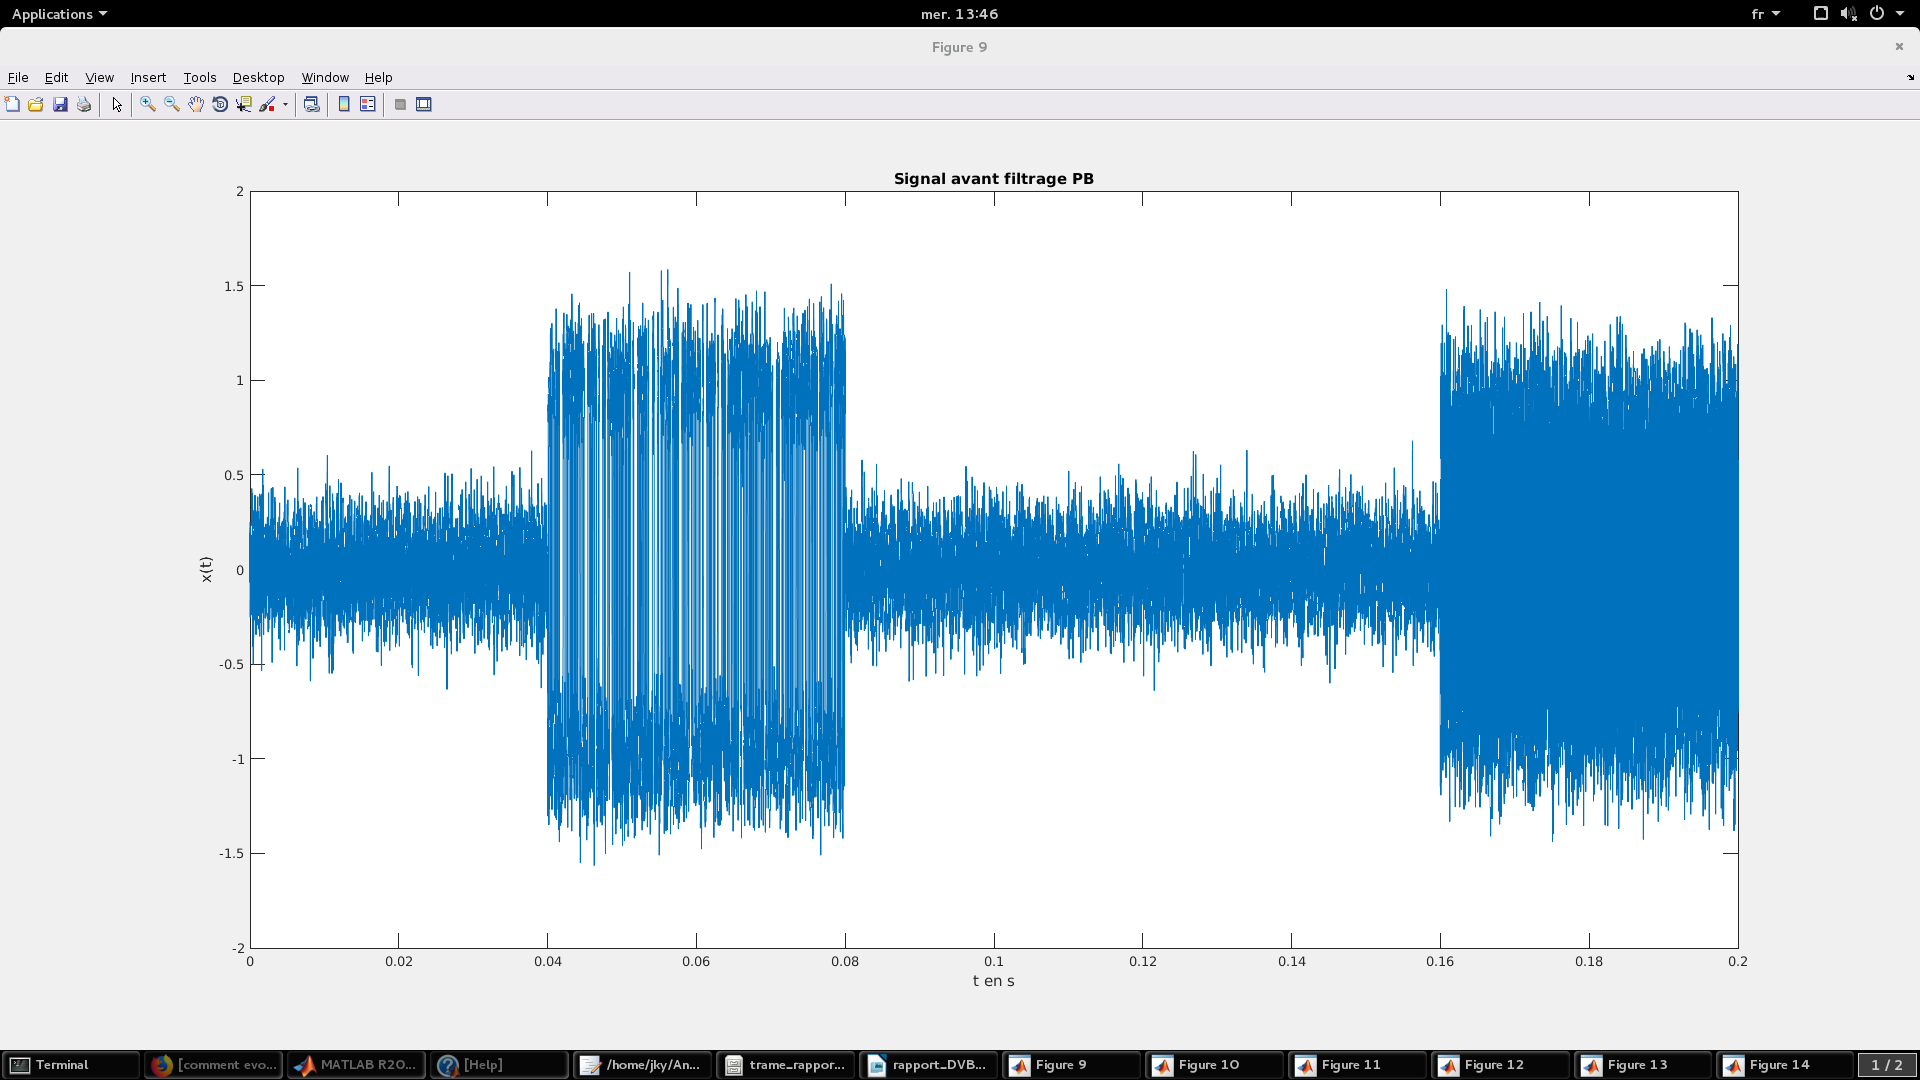 Applications
mer. 13:46
fr
Figure 9
File Edit View Insert Tools Desktop Window Help
Signal avant filtrage PB
2
1.5
1
0.5
0
-0.5
-1
-1.5
-2
x(t)
0 0.02 0.04 0.06 0.08 0.1 0.12 0.14 0.16 0.18 0.2
t en s
Terminal
[comment evo...
MATLAB R20...
[Help]
/home/jky/An...
trame_rappor...
rapport_DVB...
Figure 9
Figure 10
Figure 11
Figure 12
Figure 13
Figure 14
1 / 2